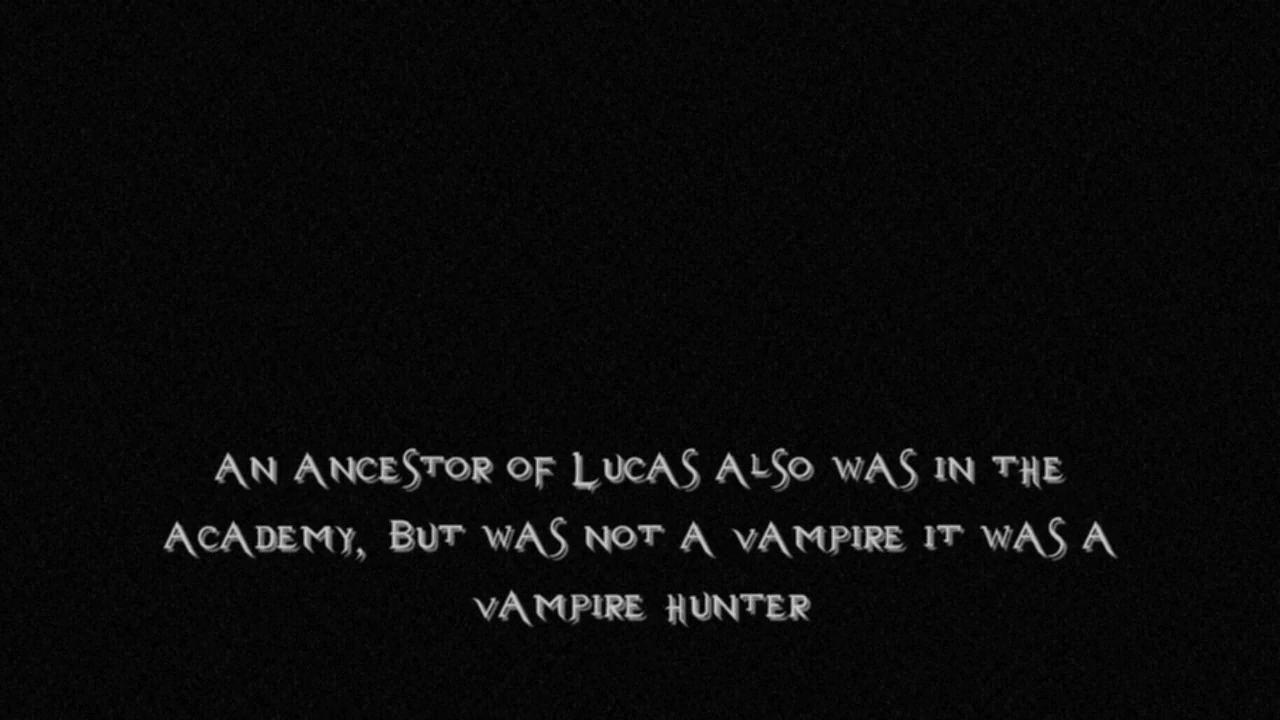 An Ancestor of Lucas also was in the
Academy, But was not a vampire it was a
vampire hunter